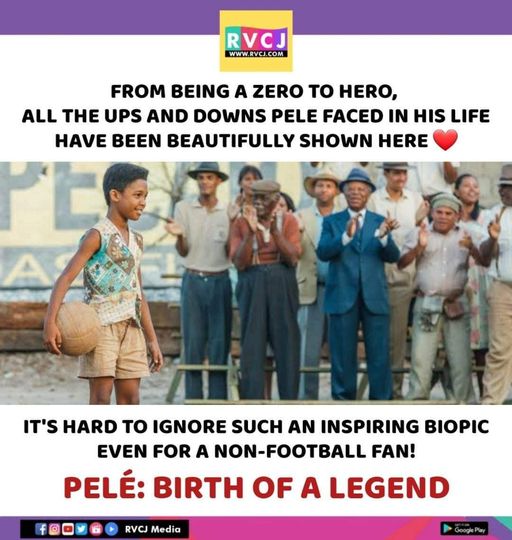 RVCJ
WWW.RVCJ.COM
FROM BEING A ZERO TO HERO,
ALL THE UPS AND DOWNS PELE FACED IN HIS LIFE
HAVE BEEN BEAUTIFULLY SHOWN HERE ❤️
IT'S HARD TO IGNORE SUCH AN INSPIRING BIOPIC
EVEN FOR A NON-FOOTBALL FAN!
PELÉ: BIRTH OF A LEGEND
RVCJ Media
GET IT ON
Google Play